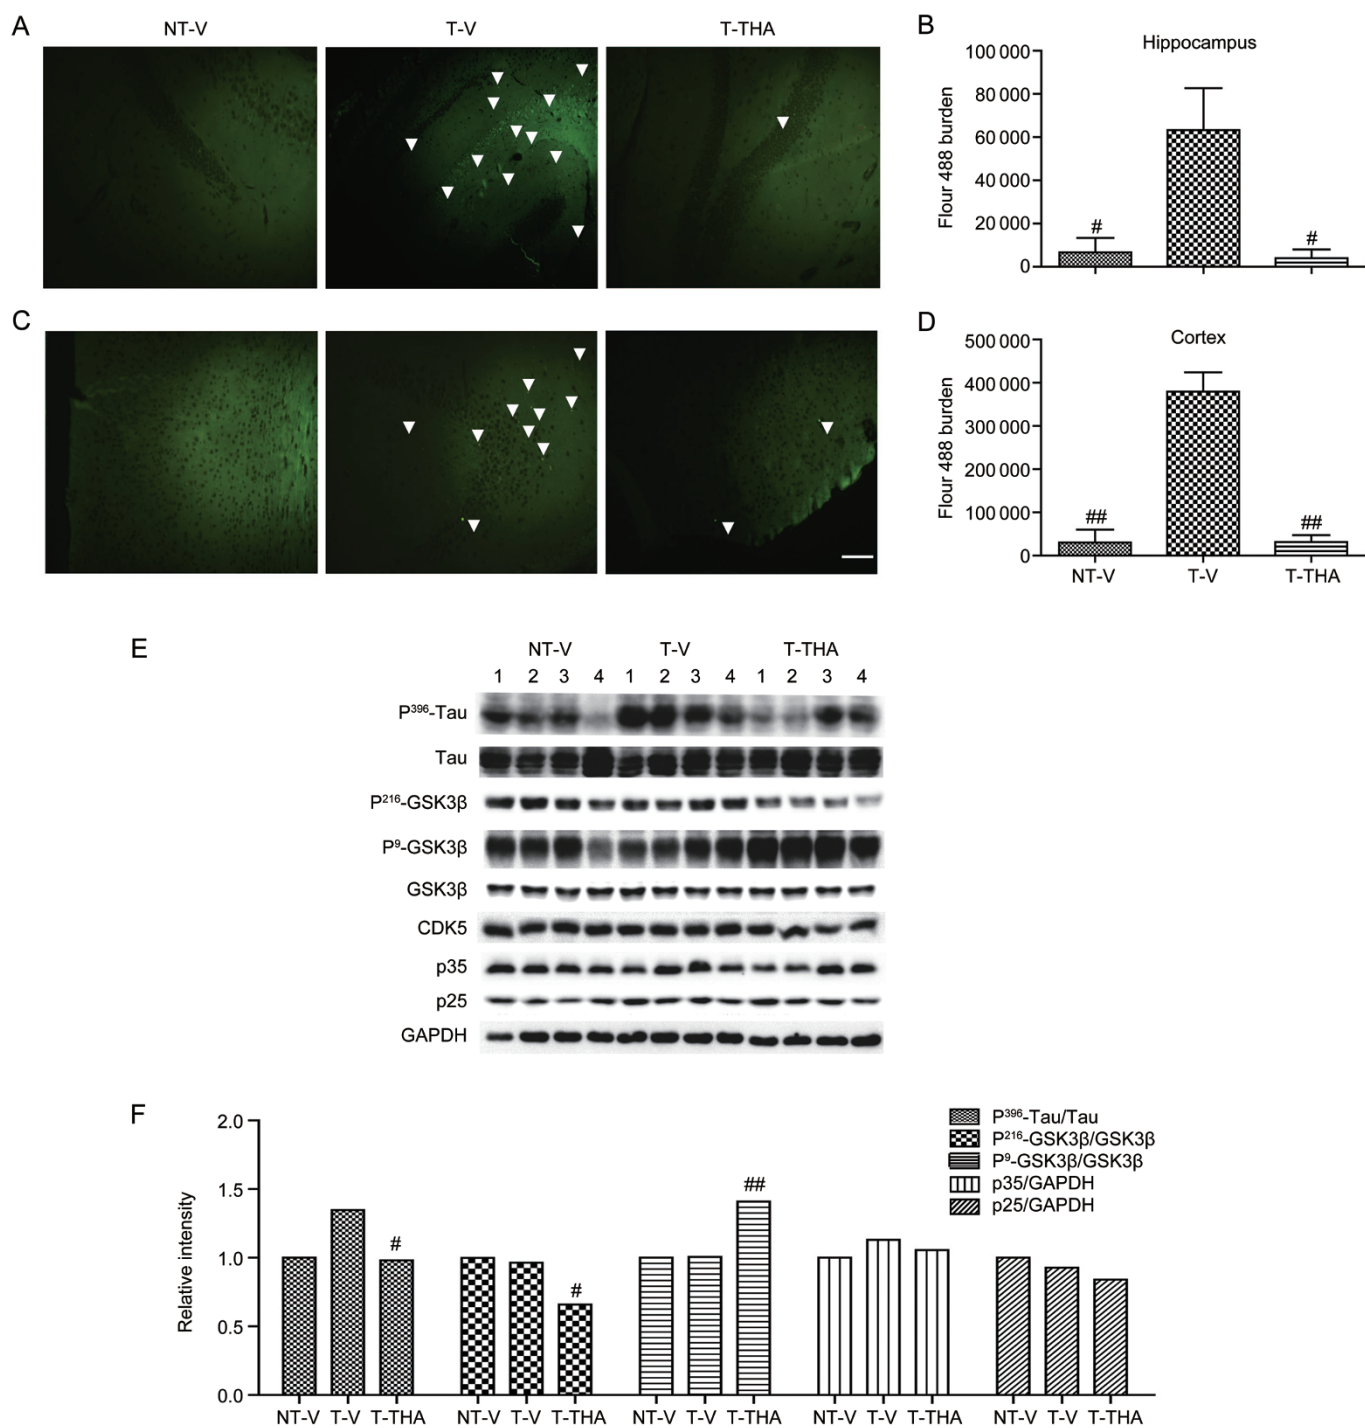 A
NT-V
T-V
T-THA
B
Hippocampus
Flour 488 burden
100 000
80 000
60 000
40 000
20 000
0
#
#
C
D
Cortex
Flour 488 burden
500 000
400 000
300 000
200 000
100 000
0
##
##
NT-V
T-V
T-THA
E
NT-V
T-V
T-THA
1 2 3 4 1 2 3 4 1 2 3 4
P³⁹⁶-Tau
Tau
P²¹⁶-GSK3β
P⁹-GSK3β
GSK3β
CDK5
p35
p25
GAPDH
F
Relative intensity
2.0
1.5
1.0
0.5
0.0
P³⁹⁶-Tau/Tau
P²¹⁶-GSK3β/GSK3β
P⁹-GSK3β/GSK3β
p35/GAPDH
p25/GAPDH
#
#
##
NT-V T-V T-THA
NT-V T-V T-THA
NT-V T-V T-THA
NT-V T-V T-THA
NT-V T-V T-THA